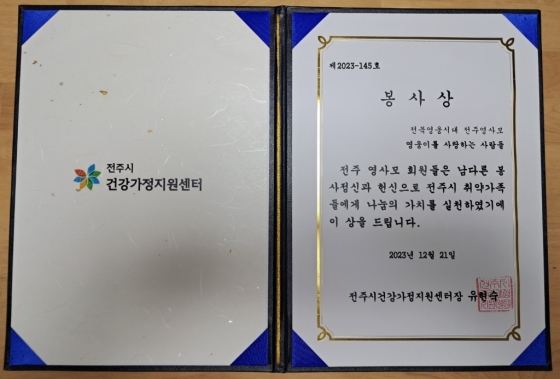 전주시
건강가정지원센터
제2023-145호
봉사상
전북영웅시대 전주영사모
영웅이를 사랑하는 사람들
전주 영사모 회원들은 남다른 봉
사정신과 헌신으로 전주시 취약가족
들에게 나눔의 가치를 실천하였기에
이 상을 드립니다.
2023년 12월 21일
전주시건강가정지원센터장 유현숙